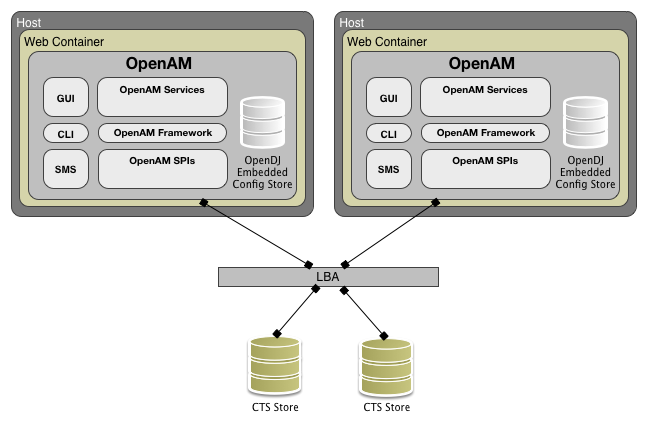 Host
Web Container
OpenAM
GUI
OpenAM Services
CLI
OpenAM Framework
SMS
OpenAM SPIs
OpenDJ
Embedded
Config Store
Host
Web Container
OpenAM
GUI
OpenAM Services
CLI
OpenAM Framework
SMS
OpenAM SPIs
OpenDJ
Embedded
Config Store
LBA
CTS Store
CTS Store